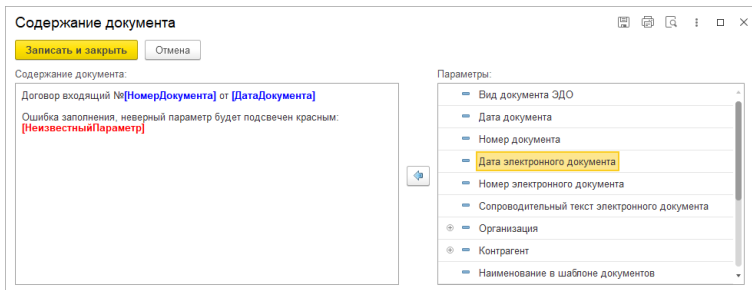 Содержание документа
Записать и закрыть
Отмена
Содержание документа:
Договор входящий №[НомерДокумента] от [ДатаДокумента]
Ошибка заполнения, неверный параметр будет подсвечен красным:
[НеизвестныйПараметр]
Параметры:
Вид документа ЭДО
Дата документа
Номер документа
Дата электронного документа
Номер электронного документа
Сопроводительный текст электронного документа
Организация
Контрагент
Наименование в шаблоне документов